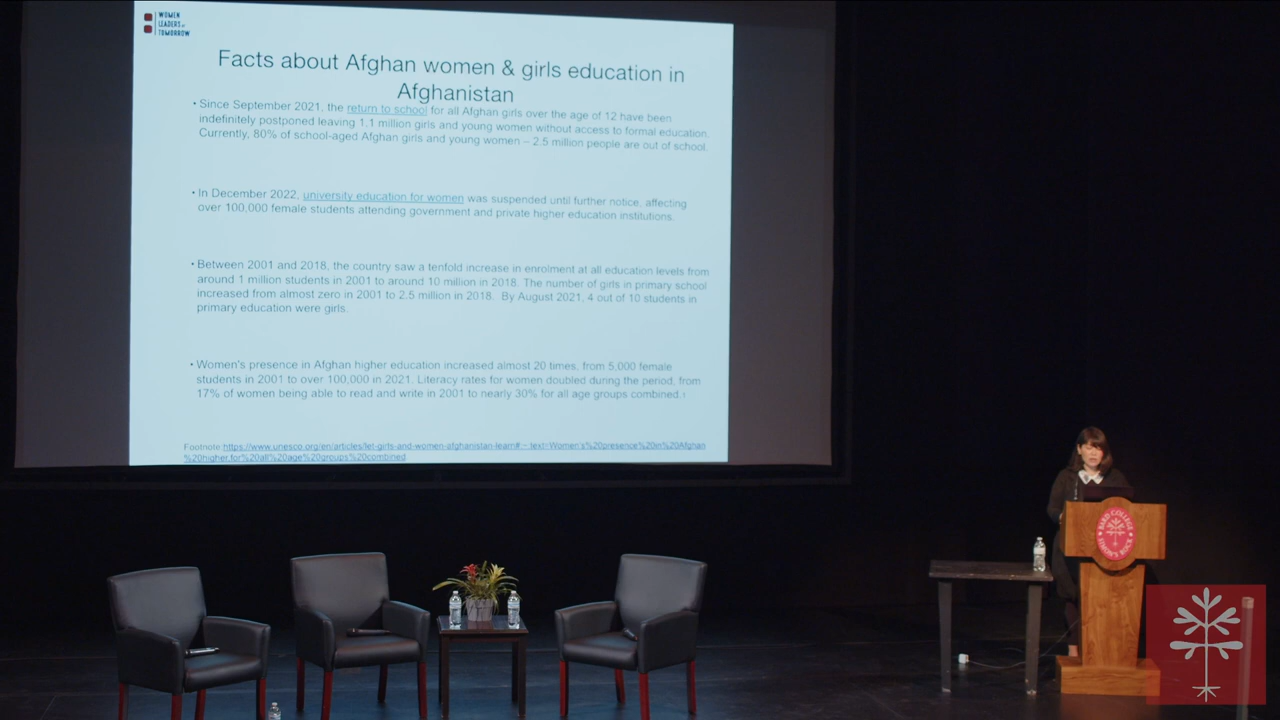 WOMEN
LEADERS of
TOMORROW
Facts about Afghan women & girls education in
Afghanistan
• Since September 2021, the return to school for all Afghan girls over the age of 12 have been
indefinitely postponed leaving 1.1 million girls and young women without access to formal education.
Currently, 80% of school-aged Afghan girls and young women – 2.5 million people are out of school.
• In December 2022, university education for women was suspended until further notice, affecting
over 100,000 female students attending government and private higher education institutions.
• Between 2001 and 2018, the country saw a tenfold increase in enrolment at all education levels from
around 1 million students in 2001 to around 10 million in 2018. The number of girls in primary school
increased from almost zero in 2001 to 2.5 million in 2018. By August 2021, 4 out of 10 students in
primary education were girls.
• Women's presence in Afghan higher education increased almost 20 times, from 5,000 female
students in 2001 to over 100,000 in 2021. Literacy rates for women doubled during the period, from
17% of women being able to read and write in 2001 to nearly 30% for all age groups combined.¹
Footnote:https://www.unesco.org/en/articles/let-girls-and-women-afghanistan-learn#:~:text=Women's%20presence%20in%20Afghan
%20higher,for%20all%20age%20groups%20combined
BARD COLLEGE
SIMON'S ROCK